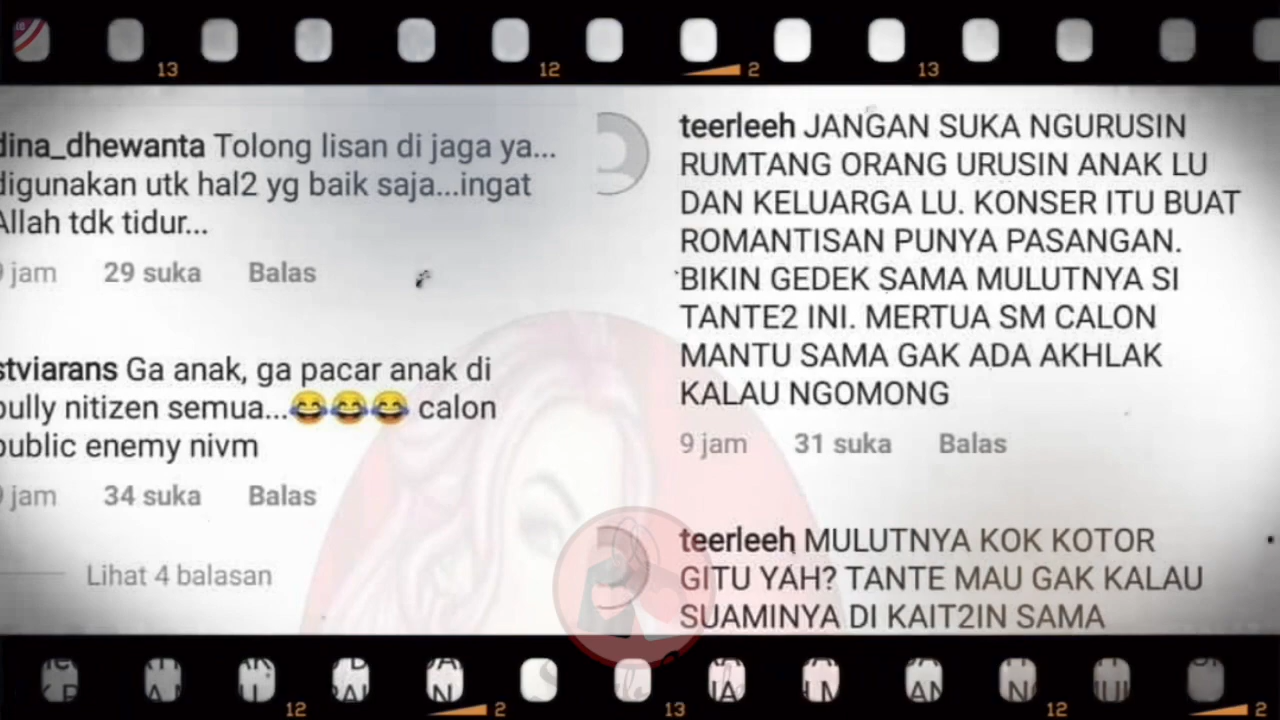 13
12
2
13
dina_dhewanta Tolong lisan di jaga ya...
digunakan utk hal2 yg baik saja...ingat
Allah tdk tidur...
jam 29 suka Balas
stviarans Ga anak, ga pacar anak di
bully nitizen semua...😂😂😂 calon
public enemy nivm
jam 34 suka Balas
Lihat 4 balasan
teerleeh JANGAN SUKA NGURUSIN
RUMTANG ORANG URUSIN ANAK LU
DAN KELUARGA LU. KONSER ITU BUAT
ROMANTISAN PUNYA PASANGAN.
BIKIN GEDEK SAMA MULUTNYA SI
TANTE2 INI. MERTUA SM CALON
MANTU SAMA GAK ADA AKHLAK
KALAU NGOMONG
9 jam 31 suka Balas
teerleeh MULUTNYA KOK KOTOR
GITU YAH? TANTE MAU GAK KALAU
SUAMINYA DI KAIT2IN SAMA
12
2
13
12
2